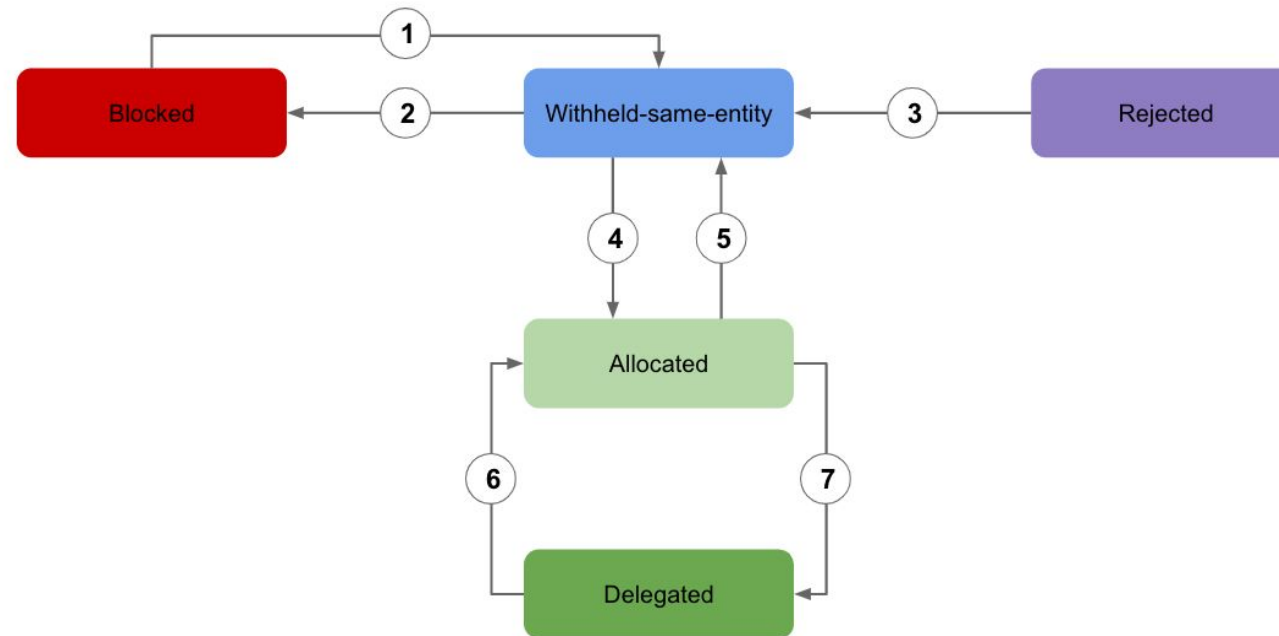 1
Blocked
2
Withheld-same-entity
3
Rejected
4
5
Allocated
6
7
Delegated